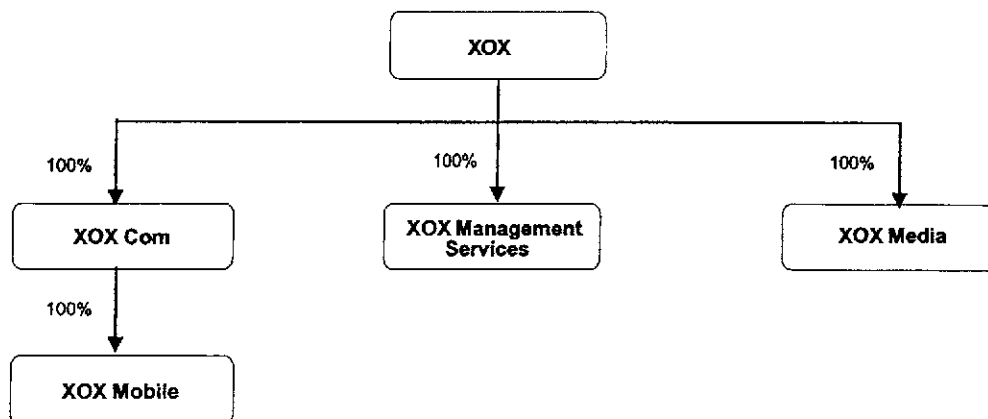 XOX
100%
100%
100%
XOX Com
XOX Management
Services
XOX Media
100%
XOX Mobile